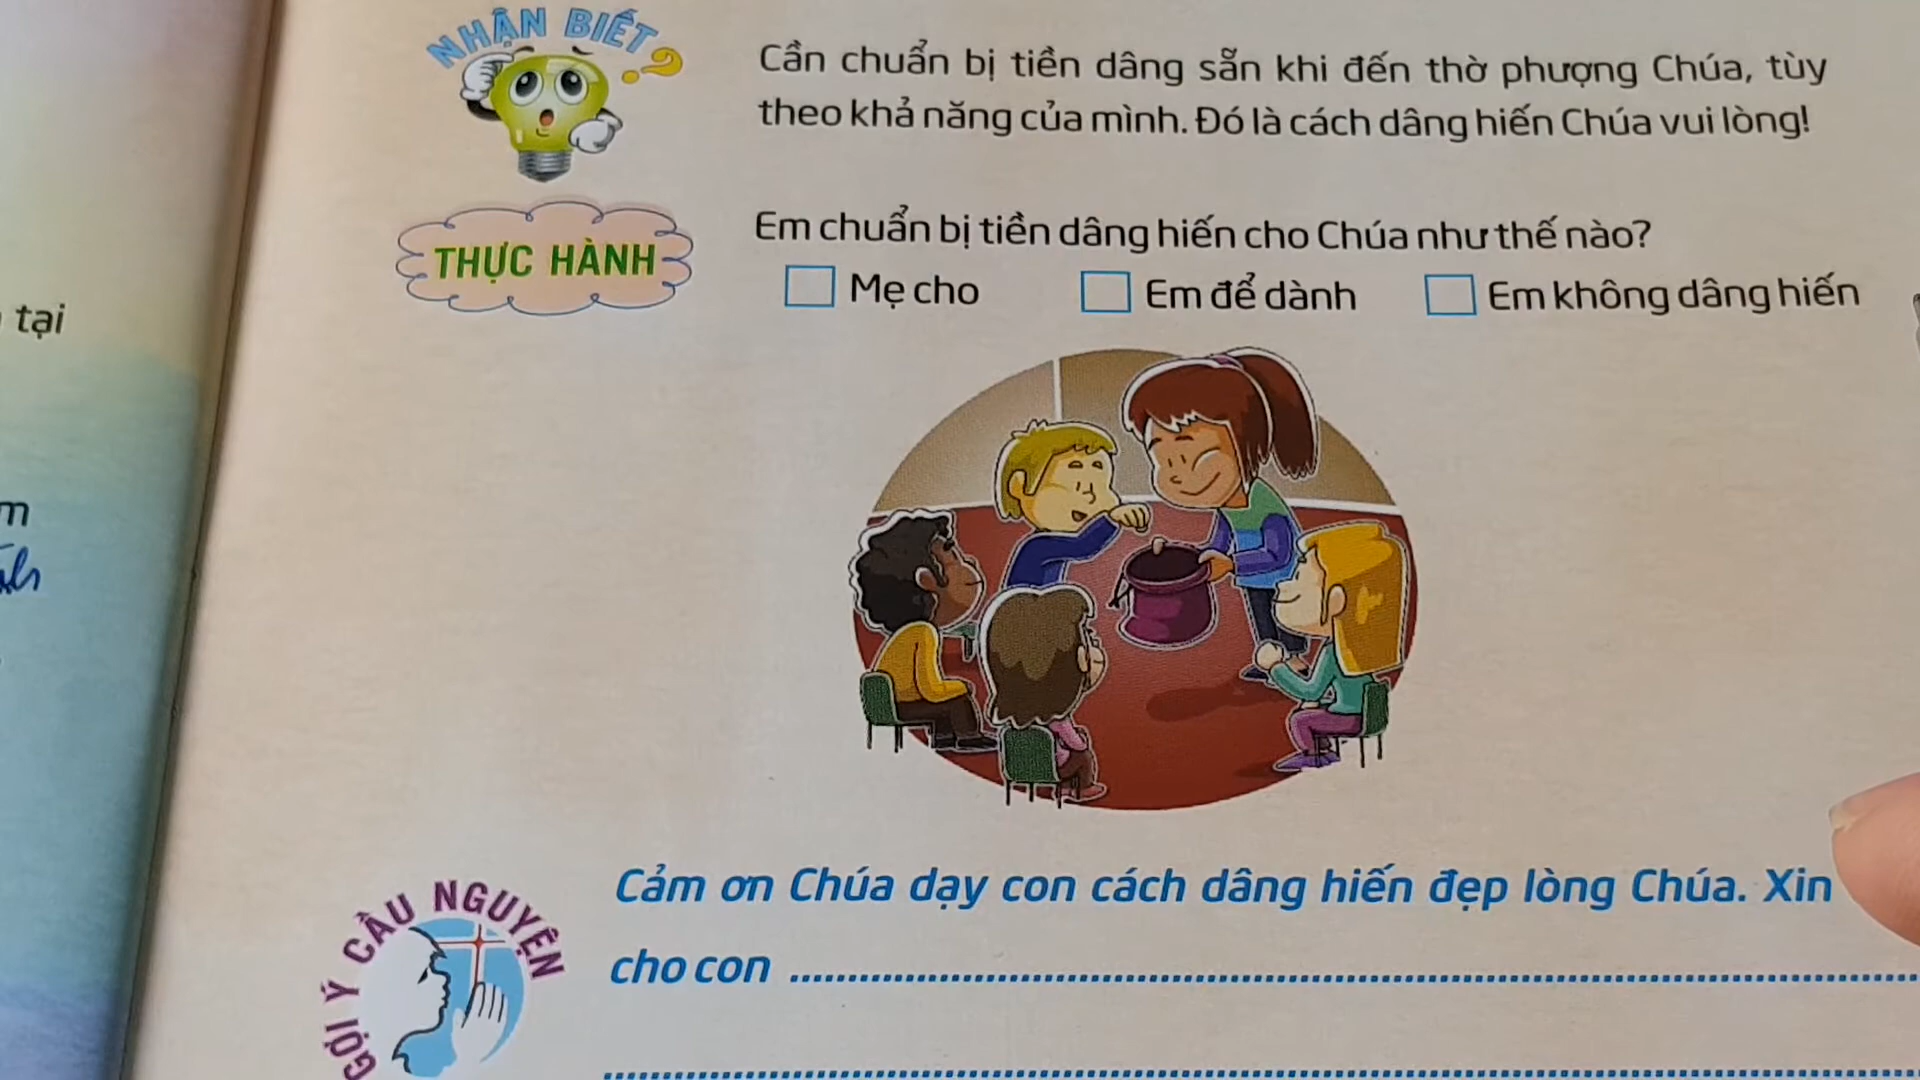 NHẬN BIẾT?
Cần chuẩn bị tiền dâng sẵn khi đến thờ phượng Chúa, tùy
theo khả năng của mình. Đó là cách dâng hiến Chúa vui lòng!
THỰC HÀNH
Em chuẩn bị tiền dâng hiến cho Chúa như thế nào?
Mẹ cho Em để dành Em không dâng hiến
tại
GỢI Ý CẦU NGUYỆN
Cảm ơn Chúa dạy con cách dâng hiến đẹp lòng Chúa. Xin
cho con